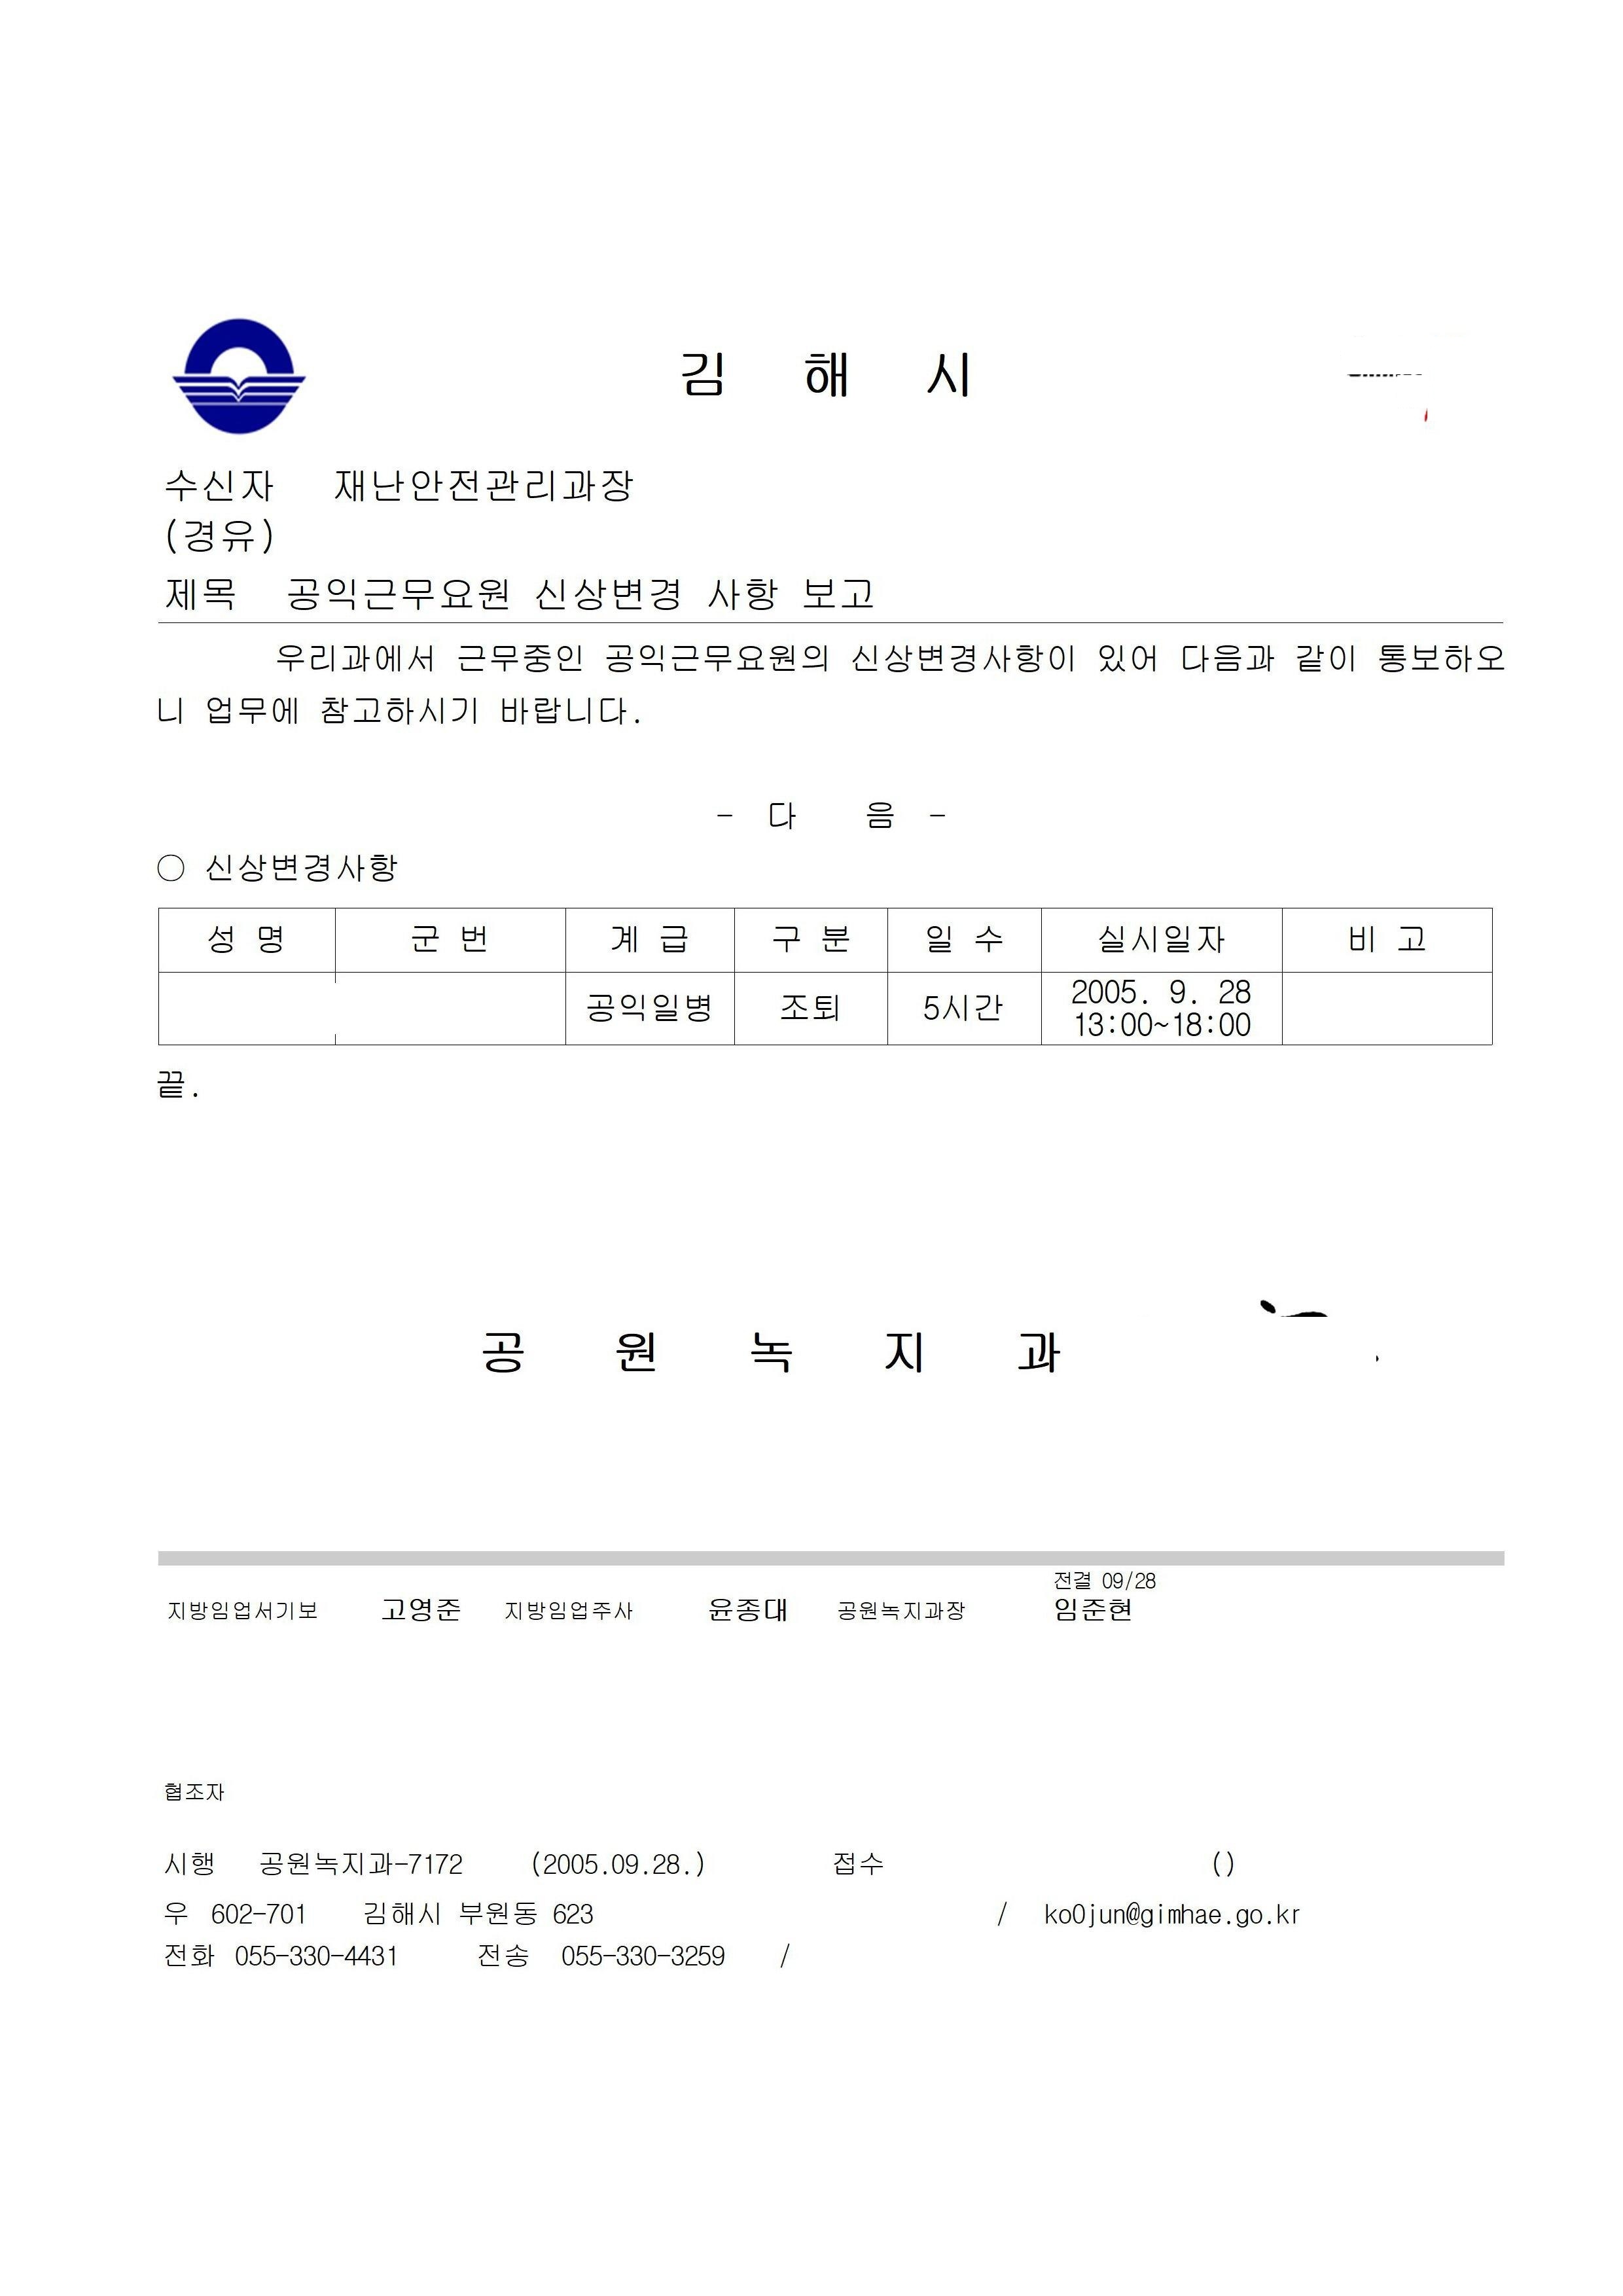 김 해 시
수신자 재난안전관리과장
(경유)
제목 공익근무요원 신상변경 사항 보고
우리과에서 근무중인 공익근무요원의 신상변경사항이 있어 다음과 같이 통보하오
니 업무에 참고하시기 바랍니다.
- 다 음 -
○ 신상변경사항
성 명 군 번 계 급 구 분 일 수 실시일자 비 고
공익일병 조퇴 5시간 2005. 9. 28
13:00~18:00
끝.
공 원 녹 지 과
전결 09/28
지방임업서기보 고영준 지방임업주사 윤종대 공원녹지과장 임준현
협조자
시행 공원녹지과-7172 (2005.09.28.) 접수 ()
우 602-701 김해시 부원동 623 / ko0jun@gimhae.go.kr
전화 055-330-4431 전송 055-330-3259 /